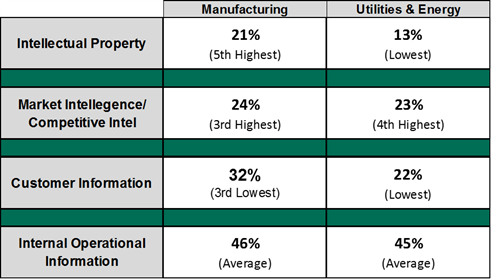 Manufacturing Utilities & Energy
Intellectual Property 21% 13%
(5th Highest) (Lowest)
Market Intellegence/ 24% 23%
Competitive Intel (3rd Highest) (4th Highest)
Customer Information 32% 22%
(3rd Lowest) (Lowest)
Internal Operational 46% 45%
Information (Average) (Average)